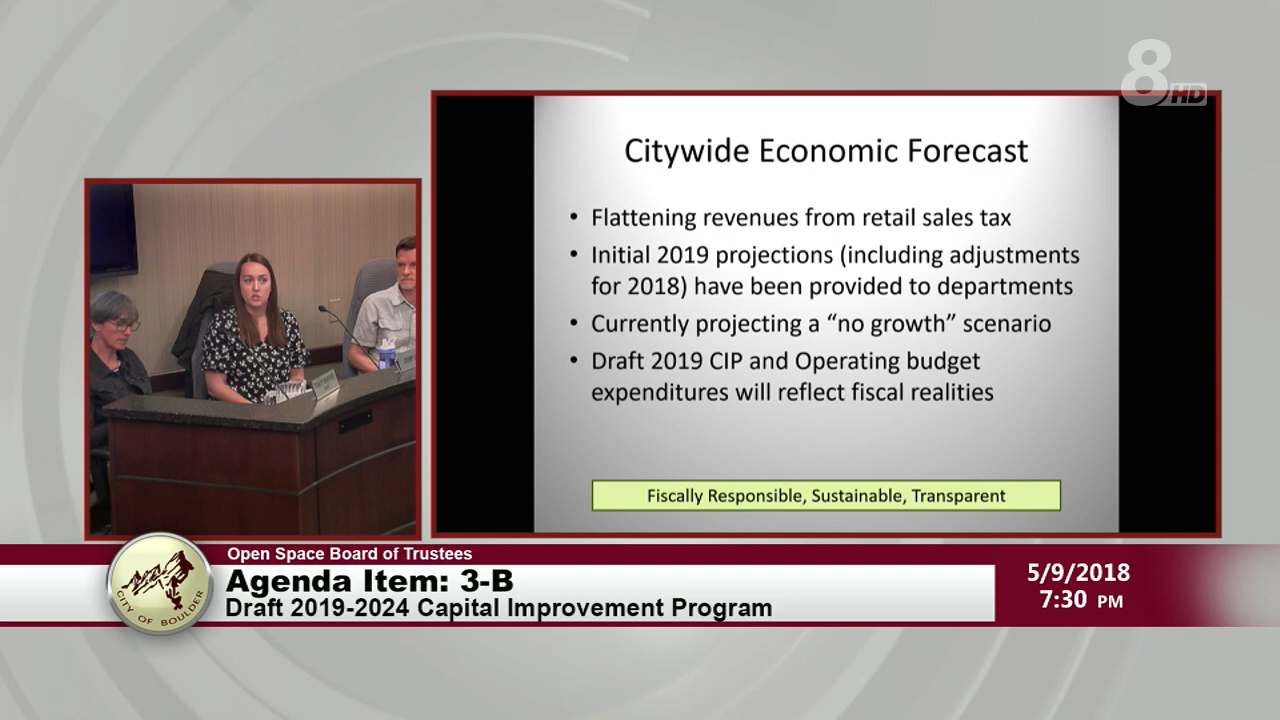 8HD
Citywide Economic Forecast
• Flattening revenues from retail sales tax
• Initial 2019 projections (including adjustments
for 2018) have been provided to departments
• Currently projecting a “no growth” scenario
• Draft 2019 CIP and Operating budget
expenditures will reflect fiscal realities
Fiscally Responsible, Sustainable, Transparent
Open Space Board of Trustees
Agenda Item: 3-B
Draft 2019-2024 Capital Improvement Program
5/9/2018
7:30 PM
CITY OF BOULDER